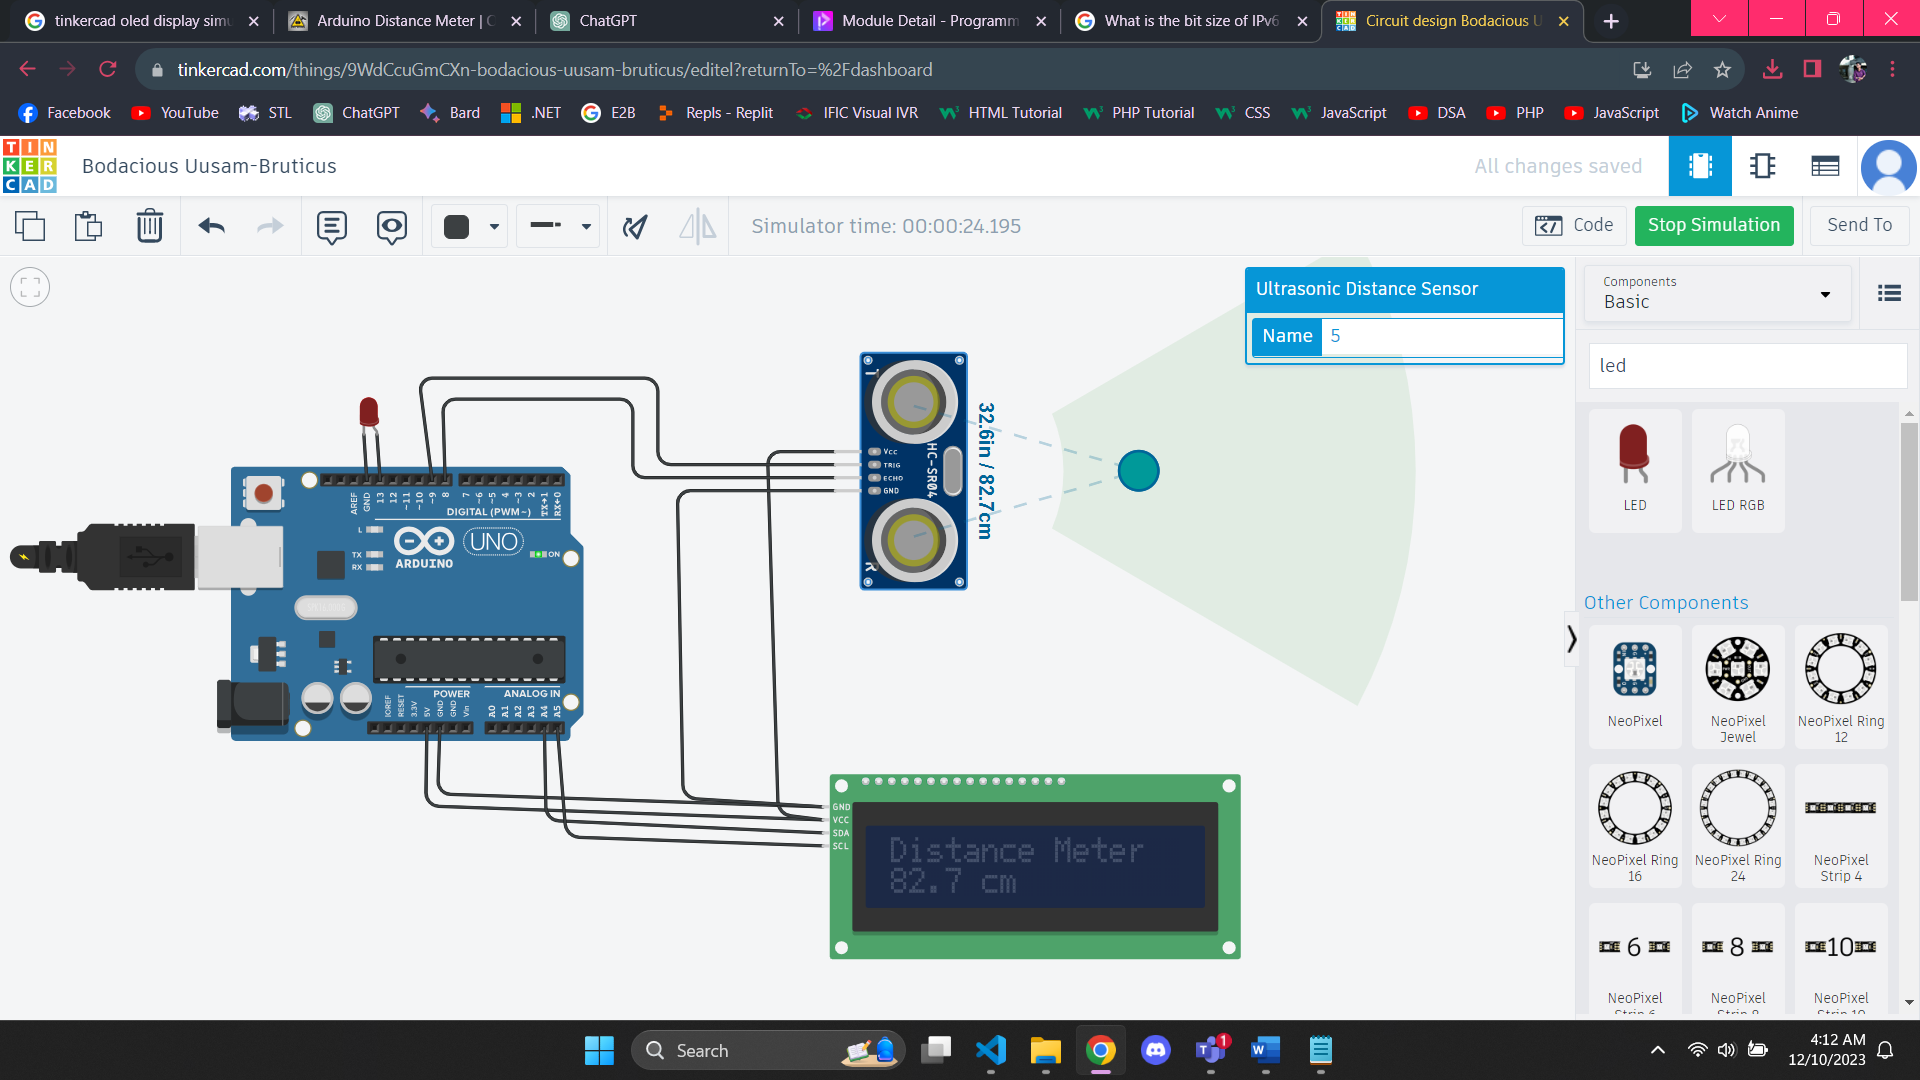 tinkercad oled display simu
Arduino Distance Meter | C
ChatGPT
Module Detail - Programm
What is the bit size of IPv6
Circuit design Bodacious U
tinkercad.com/things/9WdCcuGmCXn-bodacious-uusam-bruticus/editel?returnTo=%2Fdashboard
Facebook
YouTube
STL
ChatGPT
Bard
.NET
E2B
Repls - Replit
IFIC Visual IVR
HTML Tutorial
PHP Tutorial
CSS
JavaScript
DSA
PHP
JavaScript
Watch Anime
TIN
KER
CAD
Bodacious Uusam-Bruticus
All changes saved
Simulator time: 00:00:24.195
Code
Stop Simulation
Send To
Ultrasonic Distance Sensor
Name 5
Components
Basic
led
LED
LED RGB
Other Components
NeoPixel
NeoPixel
Jewel
NeoPixel Ring
12
NeoPixel Ring
16
NeoPixel Ring
24
NeoPixel
Strip 4
6
8
10
NeoPixel
Strip 6
NeoPixel
Strip 8
NeoPixel
Strip 10
T
Vcc
TRIG
ECHO
GND
HC-SR04
R
32.6in / 82.7cm
AREF
GND
13
12
~11
~10
~9
8
7
~6
~5
4
~3
2
TX→1
RX←0
DIGITAL (PWM~)
L
TX
RX
ARDUINO
UNO
ON
POWER
ANALOG IN
IOREF
RESET
3.3V
5V
GND
GND
Vin
A0
A1
A2
A3
A4
A5
GND
VCC
SDA
SCL
Distance Meter
82.7 cm
Search
1
4:12 AM
12/10/2023